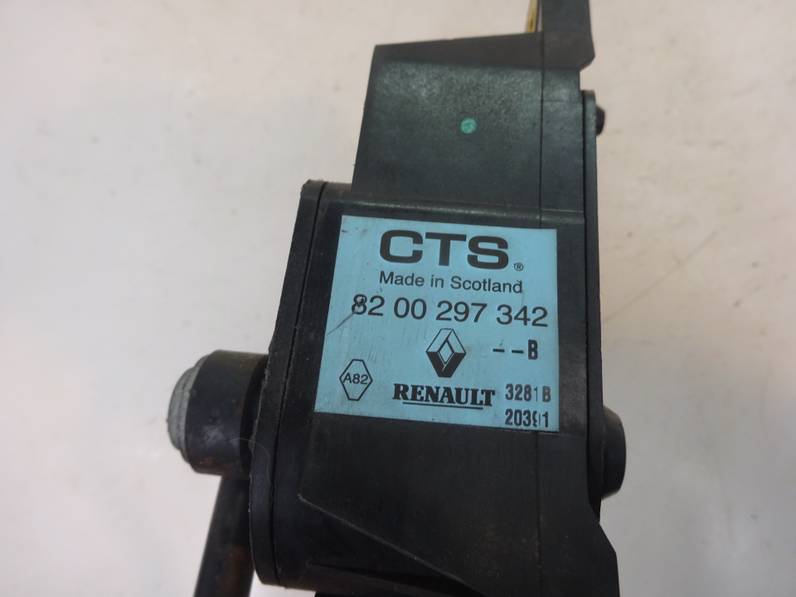 CTS®
Made in Scotland
82 00 297 342
--B
A82
RENAULT 3281B
20391